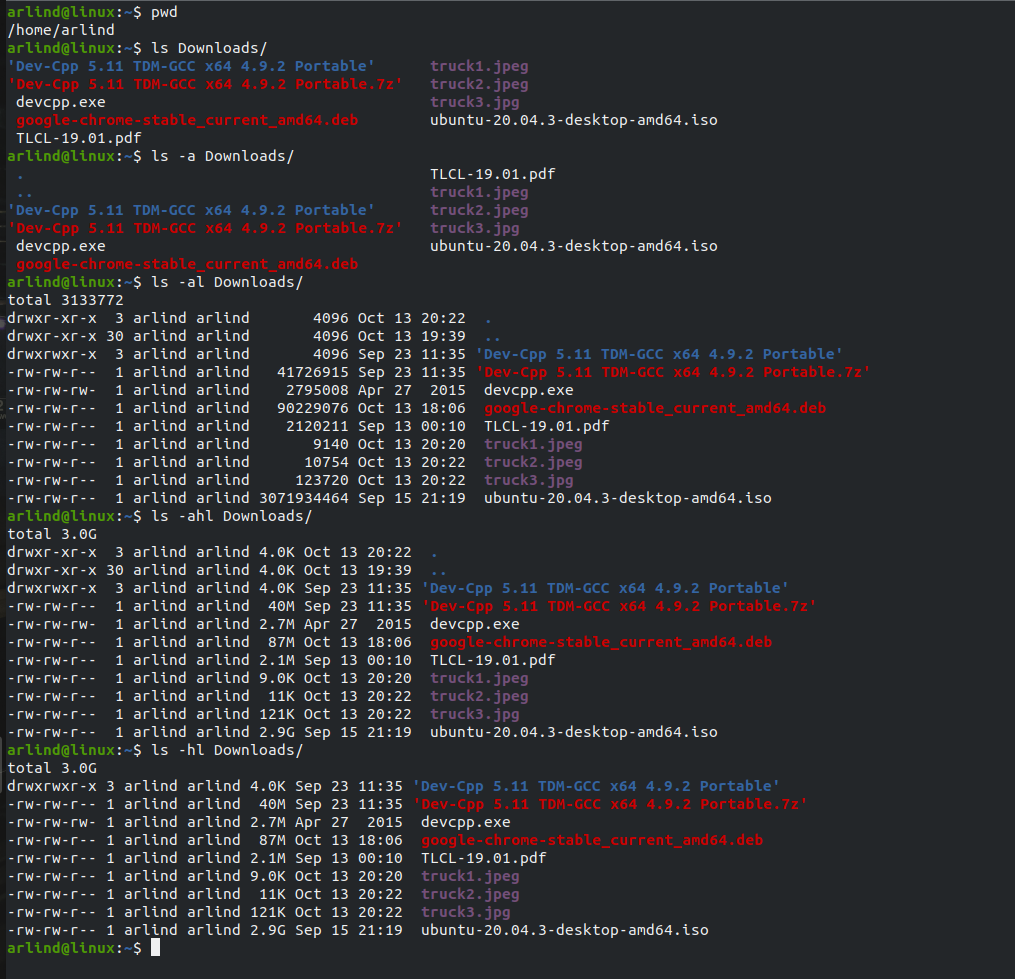 arlind@linux:~$ pwd
/home/arlind
arlind@linux:~$ ls Downloads/
'Dev-Cpp 5.11 TDM-GCC x64 4.9.2 Portable'      truck1.jpeg
'Dev-Cpp 5.11 TDM-GCC x64 4.9.2 Portable.7z'   truck2.jpeg
 devcpp.exe                                    truck3.jpg
 google-chrome-stable_current_amd64.deb        ubuntu-20.04.3-desktop-amd64.iso
 TLCL-19.01.pdf
arlind@linux:~$ ls -a Downloads/
 .                                             TLCL-19.01.pdf
 ..                                            truck1.jpeg
'Dev-Cpp 5.11 TDM-GCC x64 4.9.2 Portable'      truck2.jpeg
'Dev-Cpp 5.11 TDM-GCC x64 4.9.2 Portable.7z'   truck3.jpg
 devcpp.exe                                    ubuntu-20.04.3-desktop-amd64.iso
 google-chrome-stable_current_amd64.deb
arlind@linux:~$ ls -al Downloads/
total 3133772
drwxr-xr-x  3 arlind arlind       4096 Oct 13 20:22  .
drwxr-xr-x 30 arlind arlind       4096 Oct 13 19:39  ..
drwxrwxr-x  3 arlind arlind       4096 Sep 23 11:35 'Dev-Cpp 5.11 TDM-GCC x64 4.9.2 Portable'
-rw-rw-r--  1 arlind arlind   41726915 Sep 23 11:35 'Dev-Cpp 5.11 TDM-GCC x64 4.9.2 Portable.7z'
-rw-rw-rw-  1 arlind arlind    2795008 Apr 27  2015  devcpp.exe
-rw-rw-r--  1 arlind arlind   90229076 Oct 13 18:06  google-chrome-stable_current_amd64.deb
-rw-rw-r--  1 arlind arlind    2120211 Sep 13 00:10  TLCL-19.01.pdf
-rw-rw-r--  1 arlind arlind       9140 Oct 13 20:20  truck1.jpeg
-rw-rw-r--  1 arlind arlind      10754 Oct 13 20:22  truck2.jpeg
-rw-rw-r--  1 arlind arlind     123720 Oct 13 20:22  truck3.jpg
-rw-rw-r--  1 arlind arlind 3071934464 Sep 15 21:19  ubuntu-20.04.3-desktop-amd64.iso
arlind@linux:~$ ls -ahl Downloads/
total 3.0G
drwxr-xr-x  3 arlind arlind 4.0K Oct 13 20:22  .
drwxr-xr-x 30 arlind arlind 4.0K Oct 13 19:39  ..
drwxrwxr-x  3 arlind arlind 4.0K Sep 23 11:35 'Dev-Cpp 5.11 TDM-GCC x64 4.9.2 Portable'
-rw-rw-r--  1 arlind arlind  40M Sep 23 11:35 'Dev-Cpp 5.11 TDM-GCC x64 4.9.2 Portable.7z'
-rw-rw-rw-  1 arlind arlind 2.7M Apr 27  2015  devcpp.exe
-rw-rw-r--  1 arlind arlind  87M Oct 13 18:06  google-chrome-stable_current_amd64.deb
-rw-rw-r--  1 arlind arlind 2.1M Sep 13 00:10  TLCL-19.01.pdf
-rw-rw-r--  1 arlind arlind 9.0K Oct 13 20:20  truck1.jpeg
-rw-rw-r--  1 arlind arlind  11K Oct 13 20:22  truck2.jpeg
-rw-rw-r--  1 arlind arlind 121K Oct 13 20:22  truck3.jpg
-rw-rw-r--  1 arlind arlind 2.9G Sep 15 21:19  ubuntu-20.04.3-desktop-amd64.iso
arlind@linux:~$ ls -hl Downloads/
total 3.0G
drwxrwxr-x 3 arlind arlind 4.0K Sep 23 11:35 'Dev-Cpp 5.11 TDM-GCC x64 4.9.2 Portable'
-rw-rw-r-- 1 arlind arlind  40M Sep 23 11:35 'Dev-Cpp 5.11 TDM-GCC x64 4.9.2 Portable.7z'
-rw-rw-rw- 1 arlind arlind 2.7M Apr 27  2015  devcpp.exe
-rw-rw-r-- 1 arlind arlind  87M Oct 13 18:06  google-chrome-stable_current_amd64.deb
-rw-rw-r-- 1 arlind arlind 2.1M Sep 13 00:10  TLCL-19.01.pdf
-rw-rw-r-- 1 arlind arlind 9.0K Oct 13 20:20  truck1.jpeg
-rw-rw-r-- 1 arlind arlind  11K Oct 13 20:22  truck2.jpeg
-rw-rw-r-- 1 arlind arlind 121K Oct 13 20:22  truck3.jpg
-rw-rw-r-- 1 arlind arlind 2.9G Sep 15 21:19  ubuntu-20.04.3-desktop-amd64.iso
arlind@linux:~$